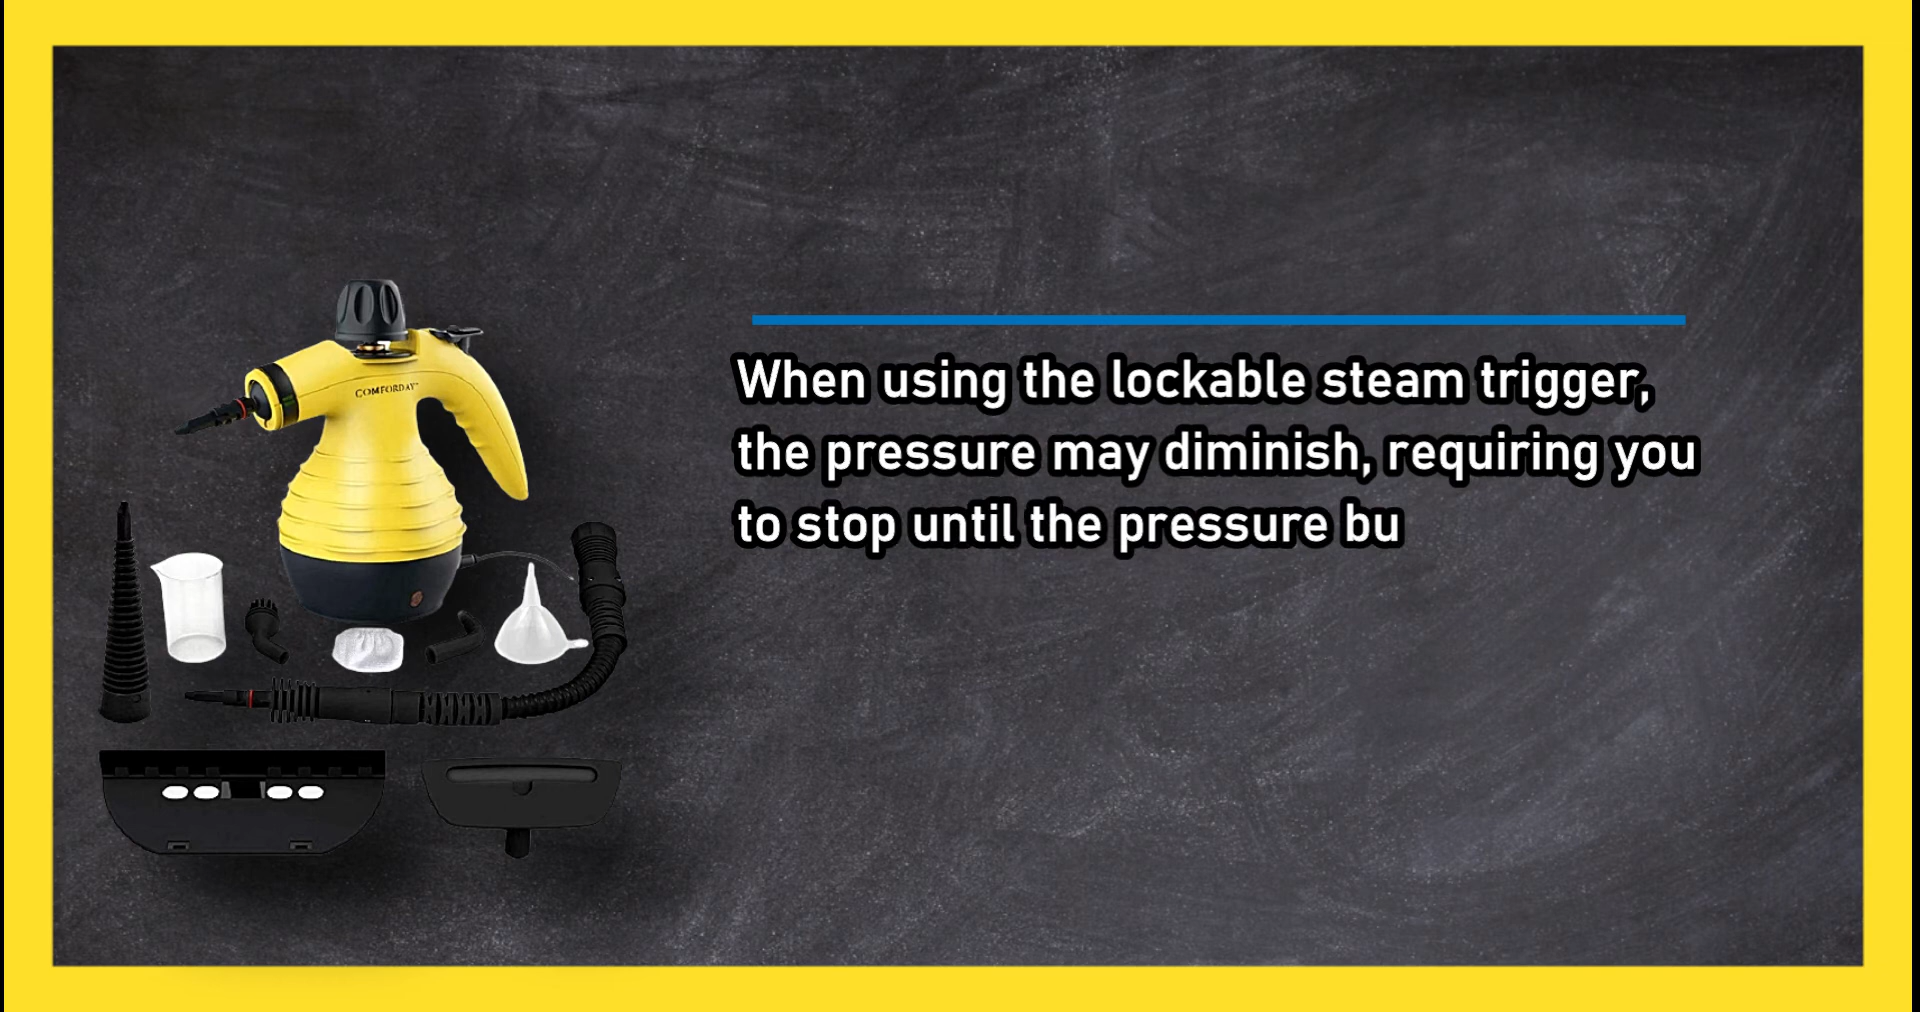 COMFORDAY
When using the lockable steam trigger,
the pressure may diminish, requiring you
to stop until the pressure bu